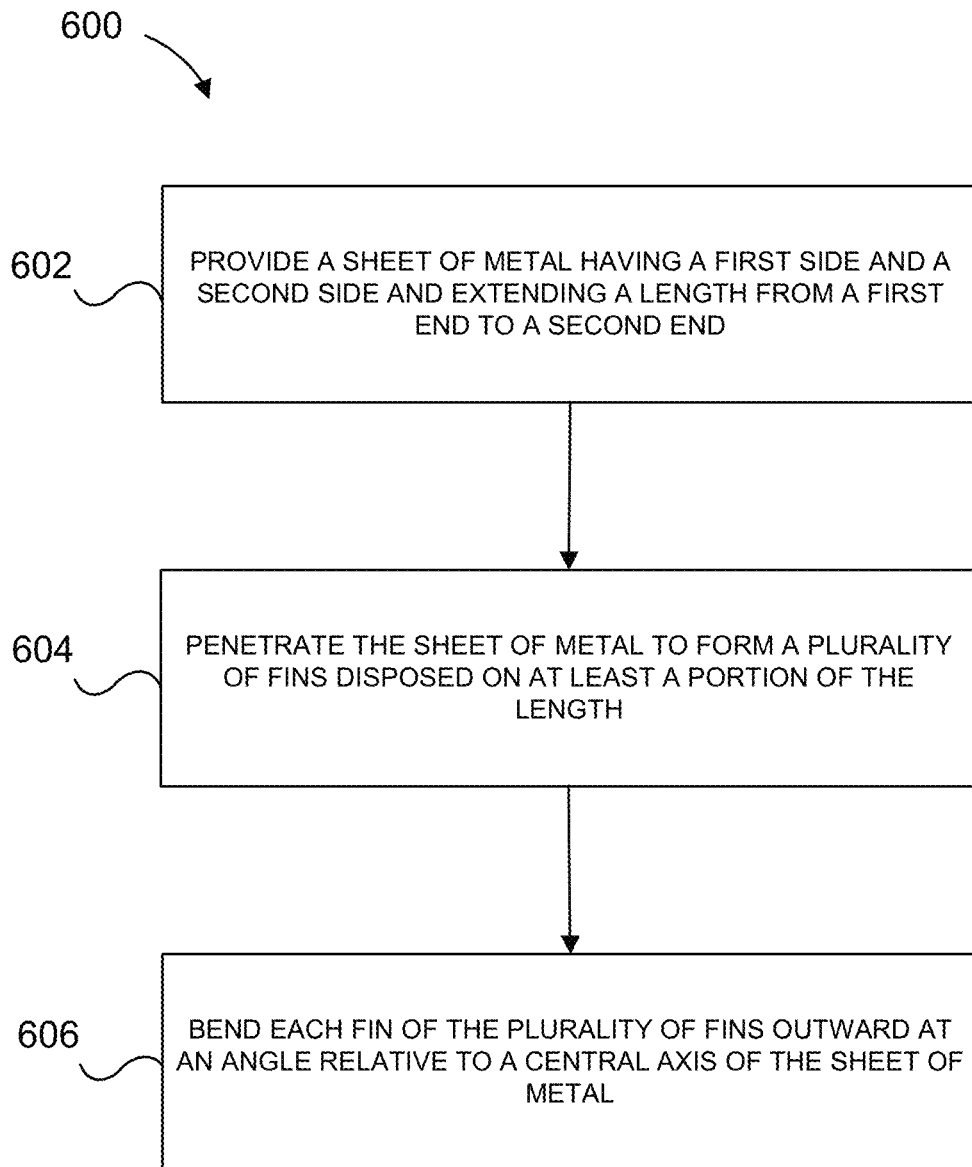 600
602
PROVIDE A SHEET OF METAL HAVING A FIRST SIDE AND A
SECOND SIDE AND EXTENDING A LENGTH FROM A FIRST
END TO A SECOND END
604
PENETRATE THE SHEET OF METAL TO FORM A PLURALITY
OF FINS DISPOSED ON AT LEAST A PORTION OF THE
LENGTH
606
BEND EACH FIN OF THE PLURALITY OF FINS OUTWARD AT
AN ANGLE RELATIVE TO A CENTRAL AXIS OF THE SHEET OF
METAL